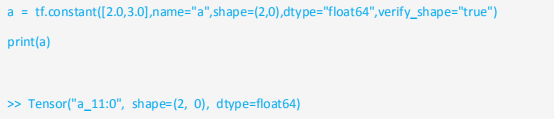 a = tf.constant([2.0,3.0],name="a",shape=(2,0),dtype="float64",verify_shape="true")
print(a)
>> Tensor("a_11:0", shape=(2, 0), dtype=float64)